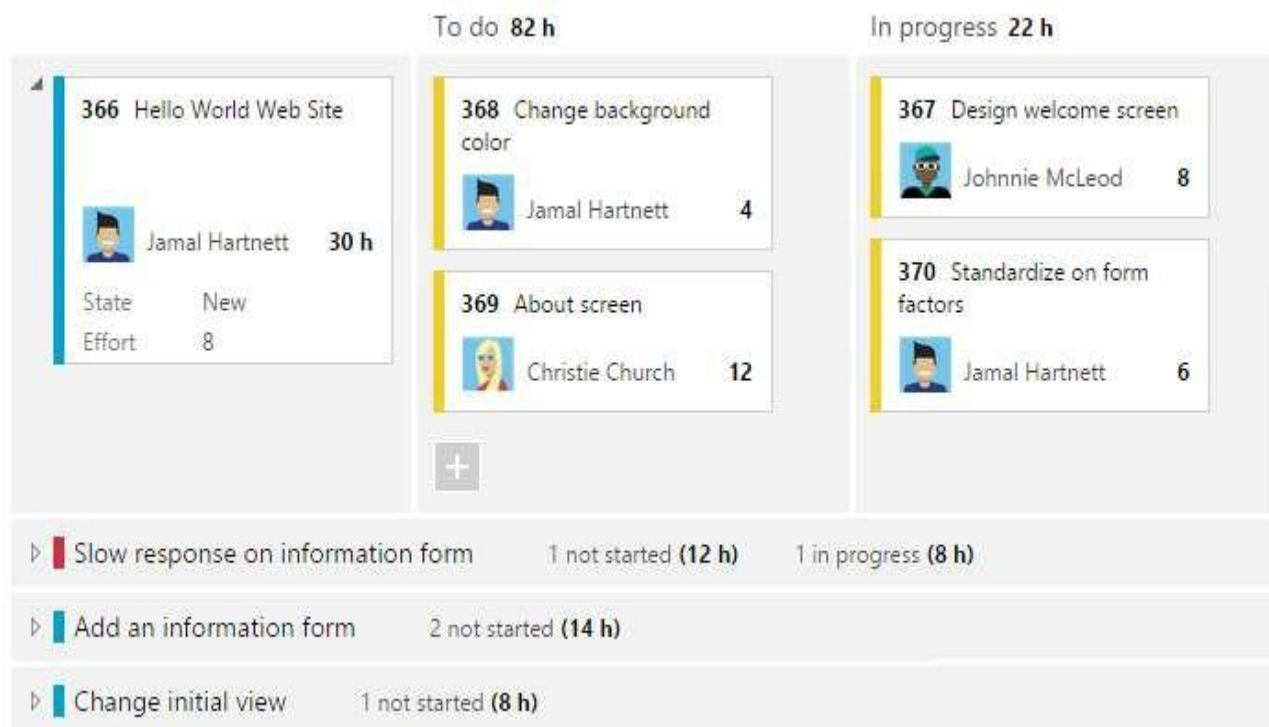 To do 82 h
In progress 22 h
366 Hello World Web Site
Jamal Hartnett 30 h
State New
Effort 8
368 Change background
color
Jamal Hartnett 4
369 About screen
Christie Church 12
+
367 Design welcome screen
Johnnie McLeod 8
370 Standardize on form
factors
Jamal Hartnett 6
Slow response on information form 1 not started (12 h) 1 in progress (8 h)
Add an information form 2 not started (14 h)
Change initial view 1 not started (8 h)